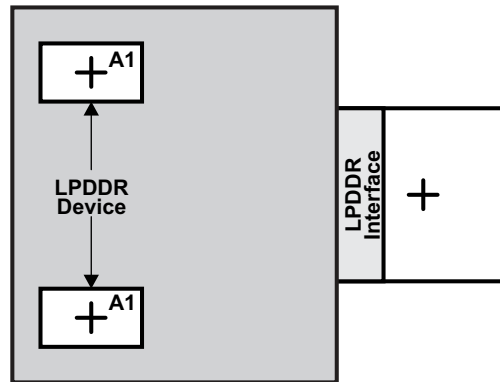 A1
LPDDR
Device
LPDDR
Interface
A1